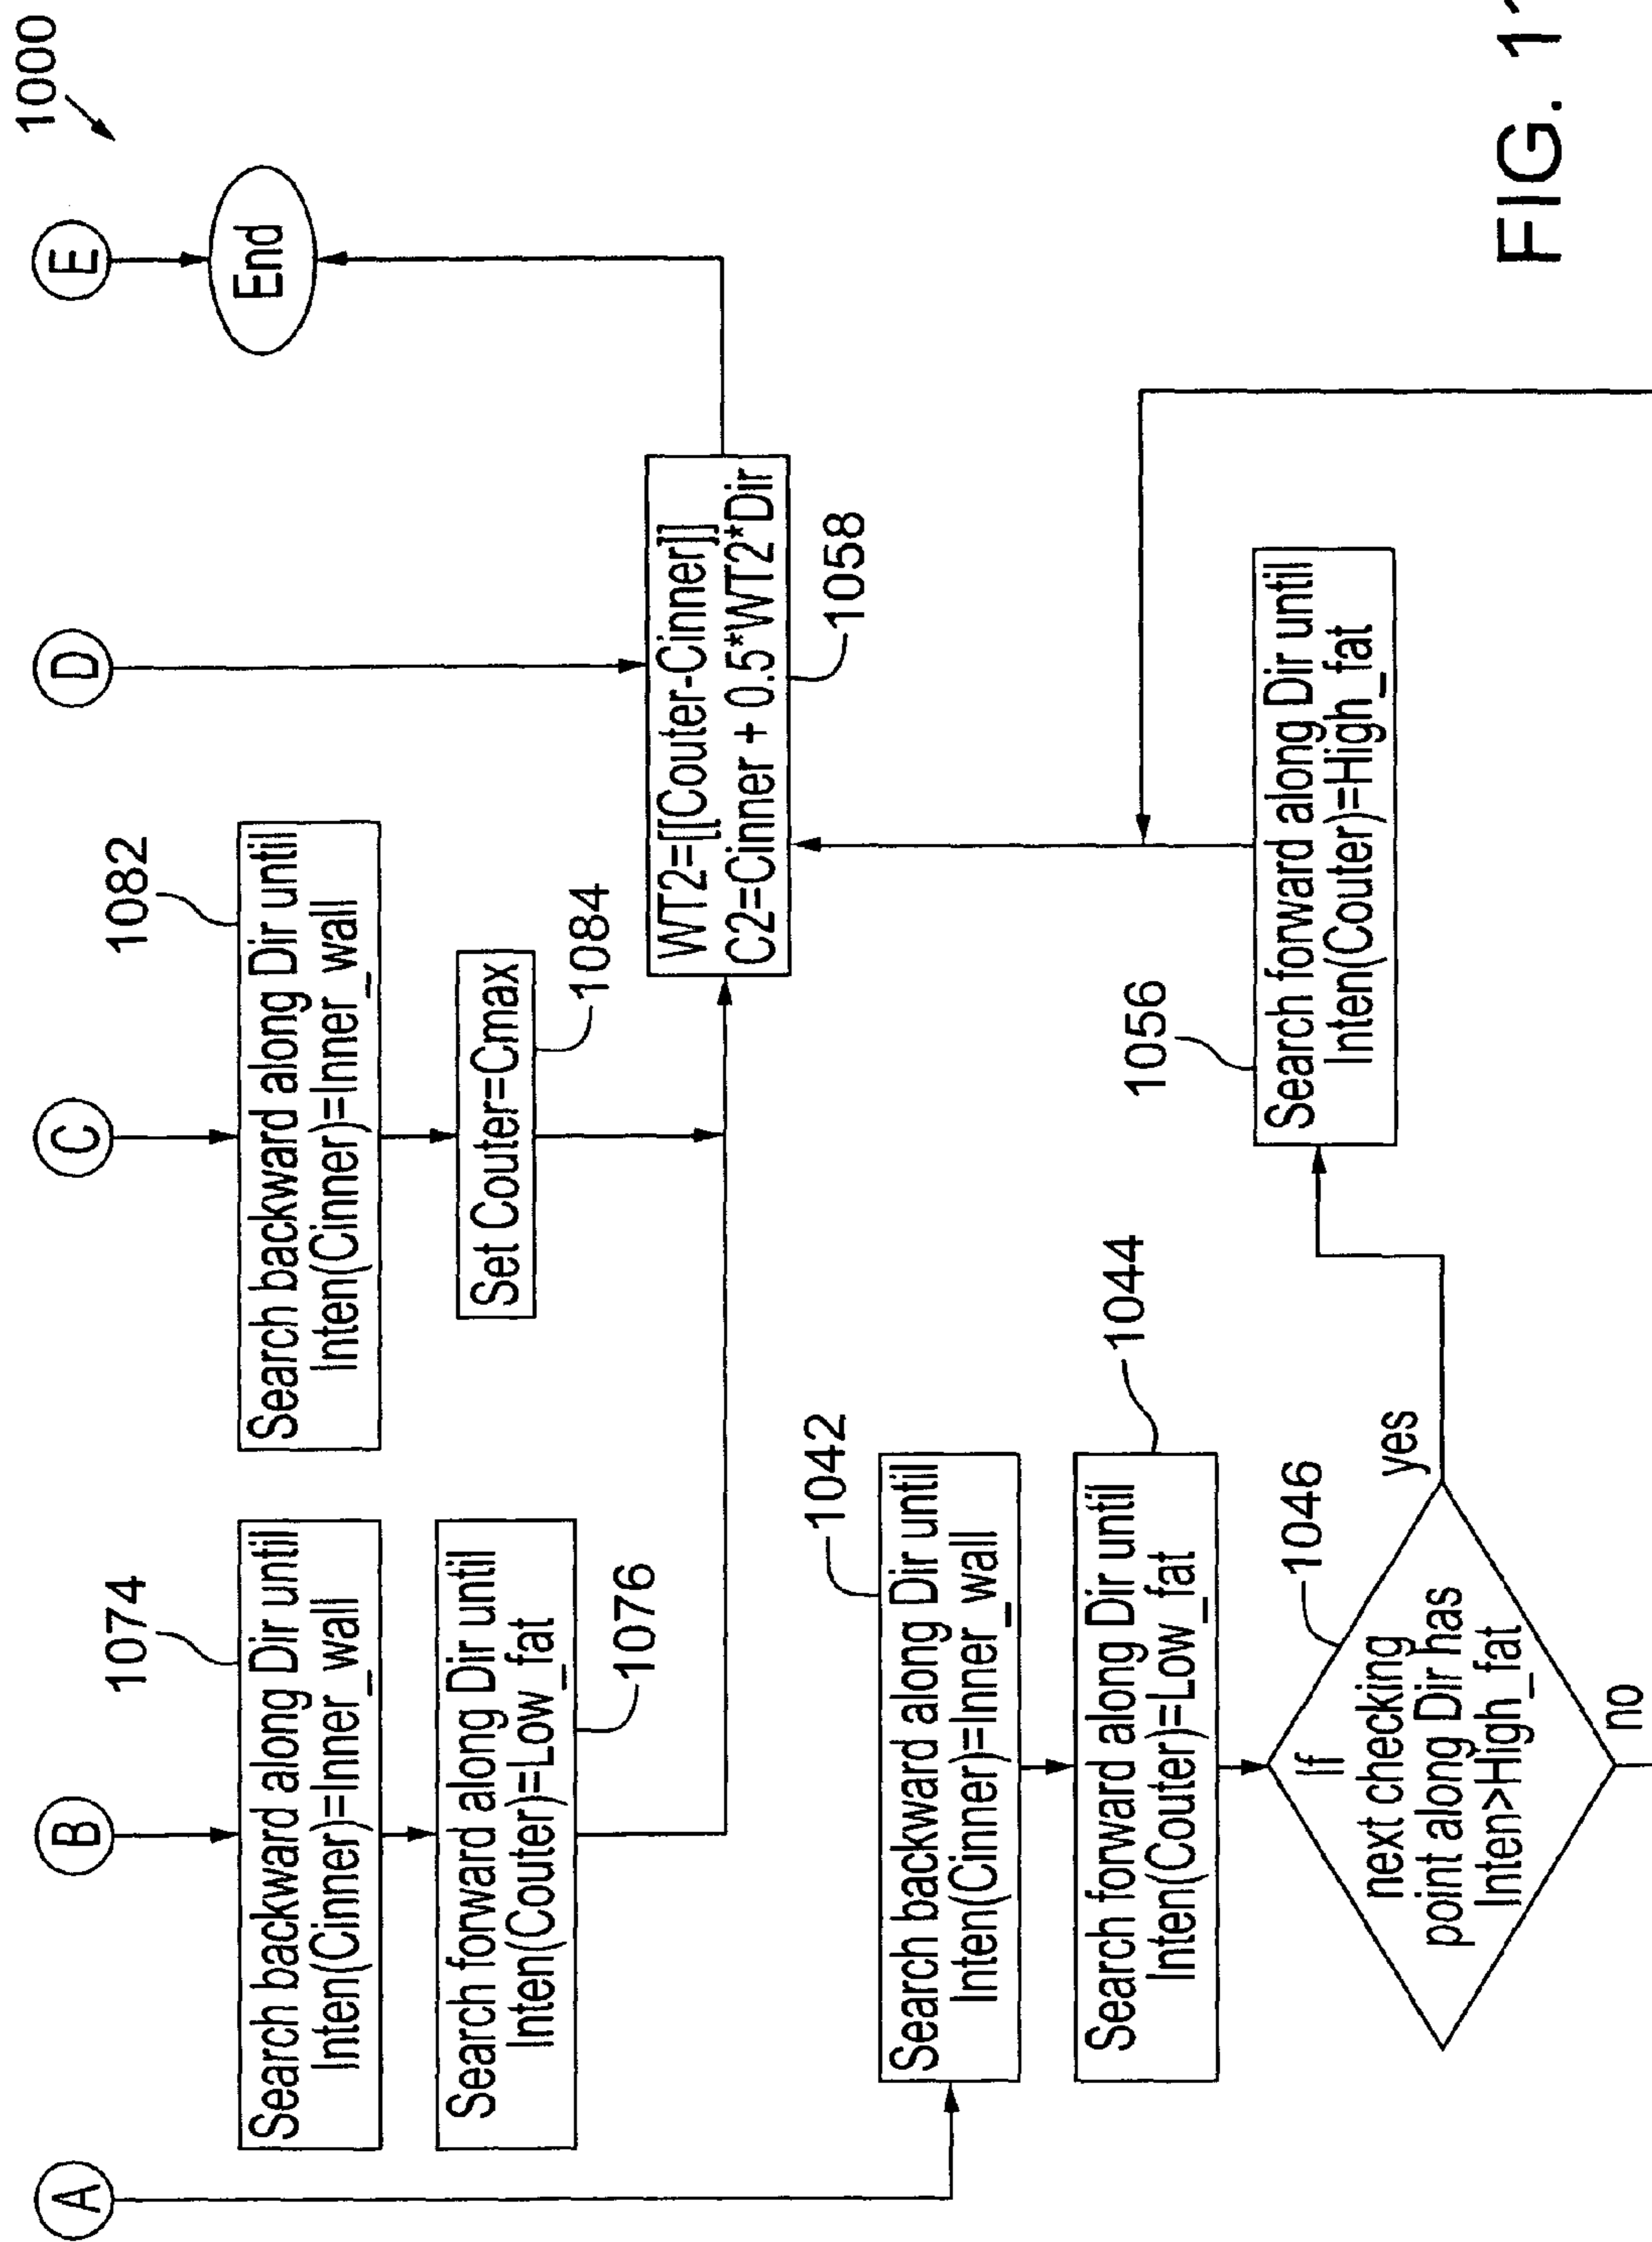 1000
A
B
C
D
E
End
1074
Search backward along Dir until
Inten(Cinner)=Inner_wall
Search forward along Dir until
Inten(Couter)=Low_fat
1076
1082
Search backward along Dir until
Inten(Cinner)=Inner_wall
Set Couter=Cmax
1084
WT2=[[Couter-Cinner]]
C2=Cinner + 0.5*WT2*Dir
1058
1042
Search backward along Dir until
Inten(Cinner)=Inner_wall
1044
Search forward along Dir until
Inten(Couter)=Low_fat
1046
If
next checking
point along Dir has
Inten>High_fat
yes
no
1056
Search forward along Dir until
Inten(Couter)=High_fat
FIG. 11